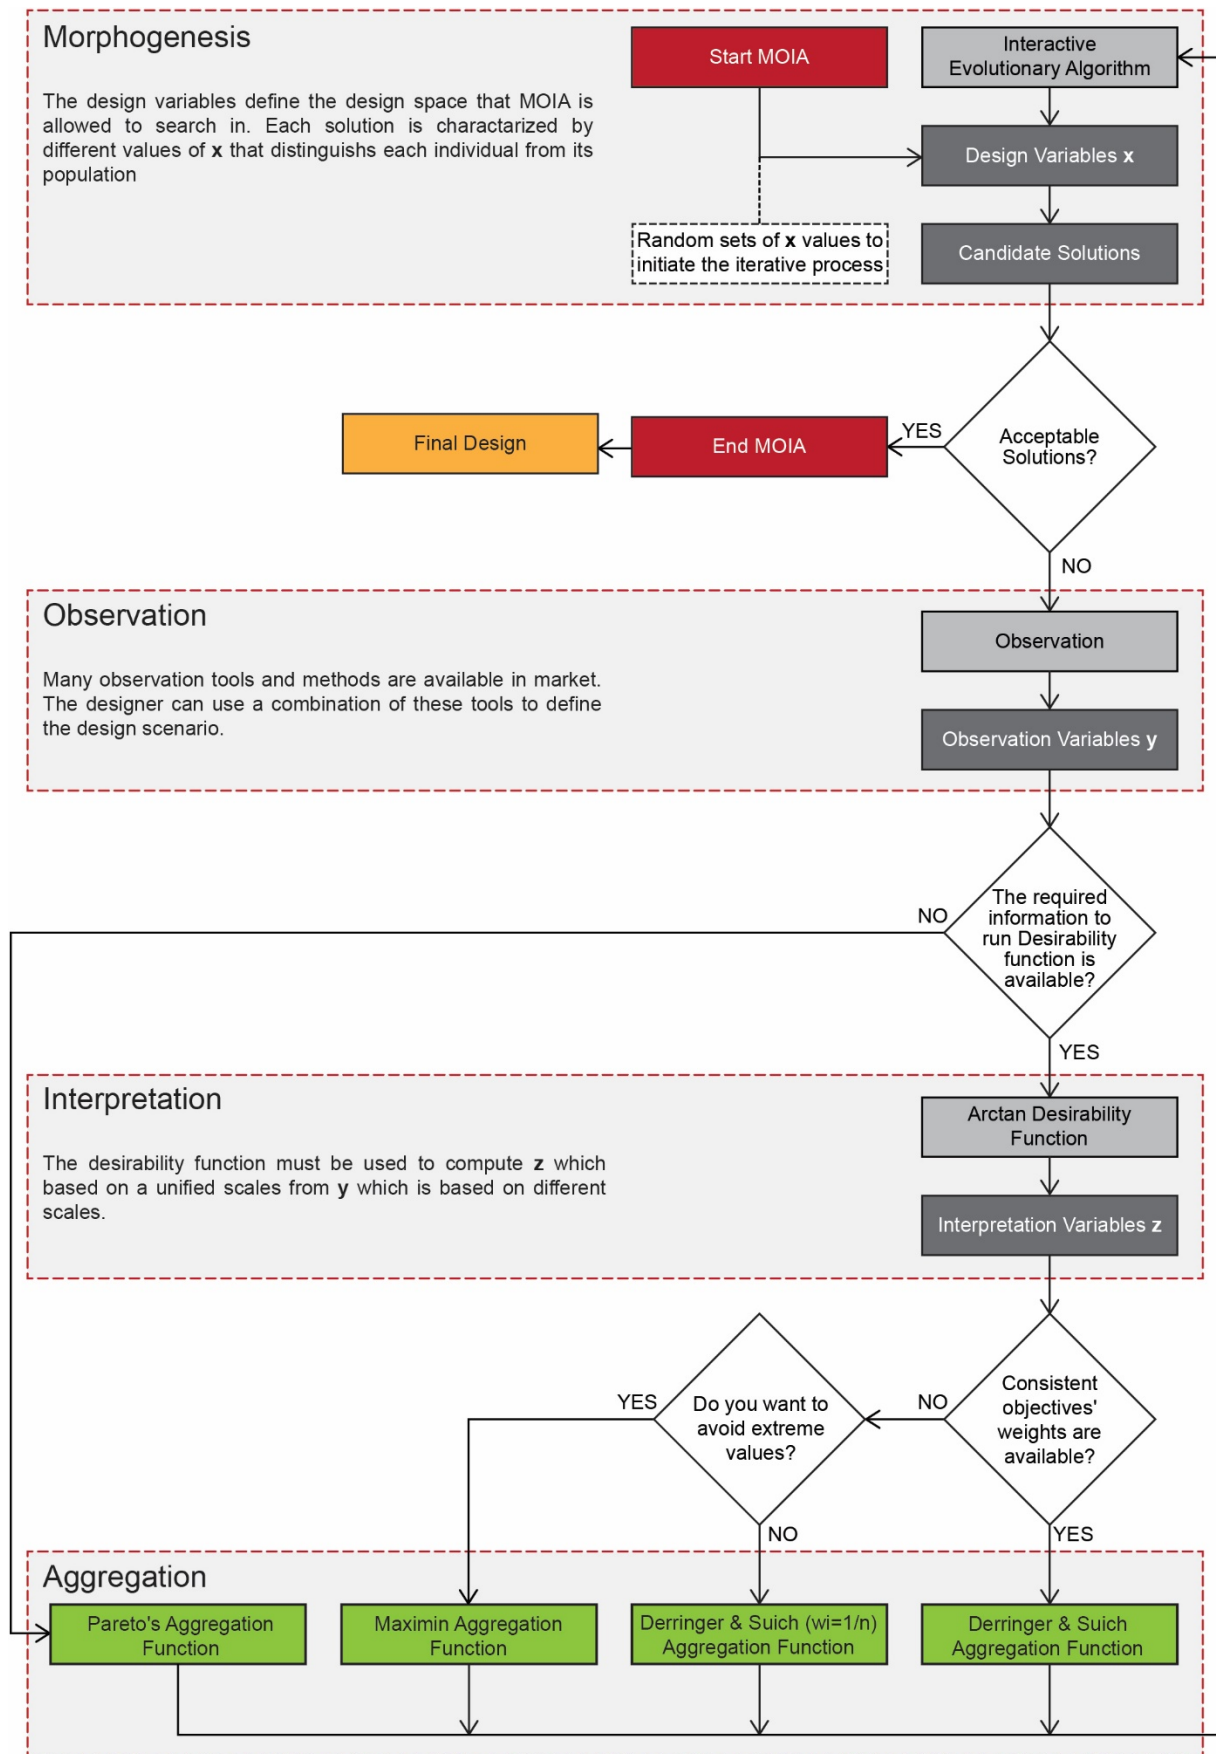 Morphogenesis
The design variables define the design space that MOIA is
allowed to search in. Each solution is charactarized by
different values of x that distinguishs each individual from its
population
Start MOIA
Interactive
Evolutionary Algorithm
Design Variables x
Random sets of x values to
initiate the iterative process
Candidate Solutions
Acceptable
Solutions?
YES
End MOIA
Final Design
NO
Observation
Many observation tools and methods are available in market.
The designer can use a combination of these tools to define
the design scenario.
Observation
Observation Variables y
The required
information to
run Desirability
function is
available?
NO
YES
Interpretation
The desirability function must be used to compute z which
based on a unified scales from y which is based on different
scales.
Arctan Desirability
Function
Interpretation Variables z
Consistent
objectives'
weights are
available?
NO
Do you want to
avoid extreme
values?
YES
NO
YES
Aggregation
Pareto's Aggregation
Function
Maximin Aggregation
Function
Derringer & Suich (wi=1/n)
Aggregation Function
Derringer & Suich
Aggregation Function